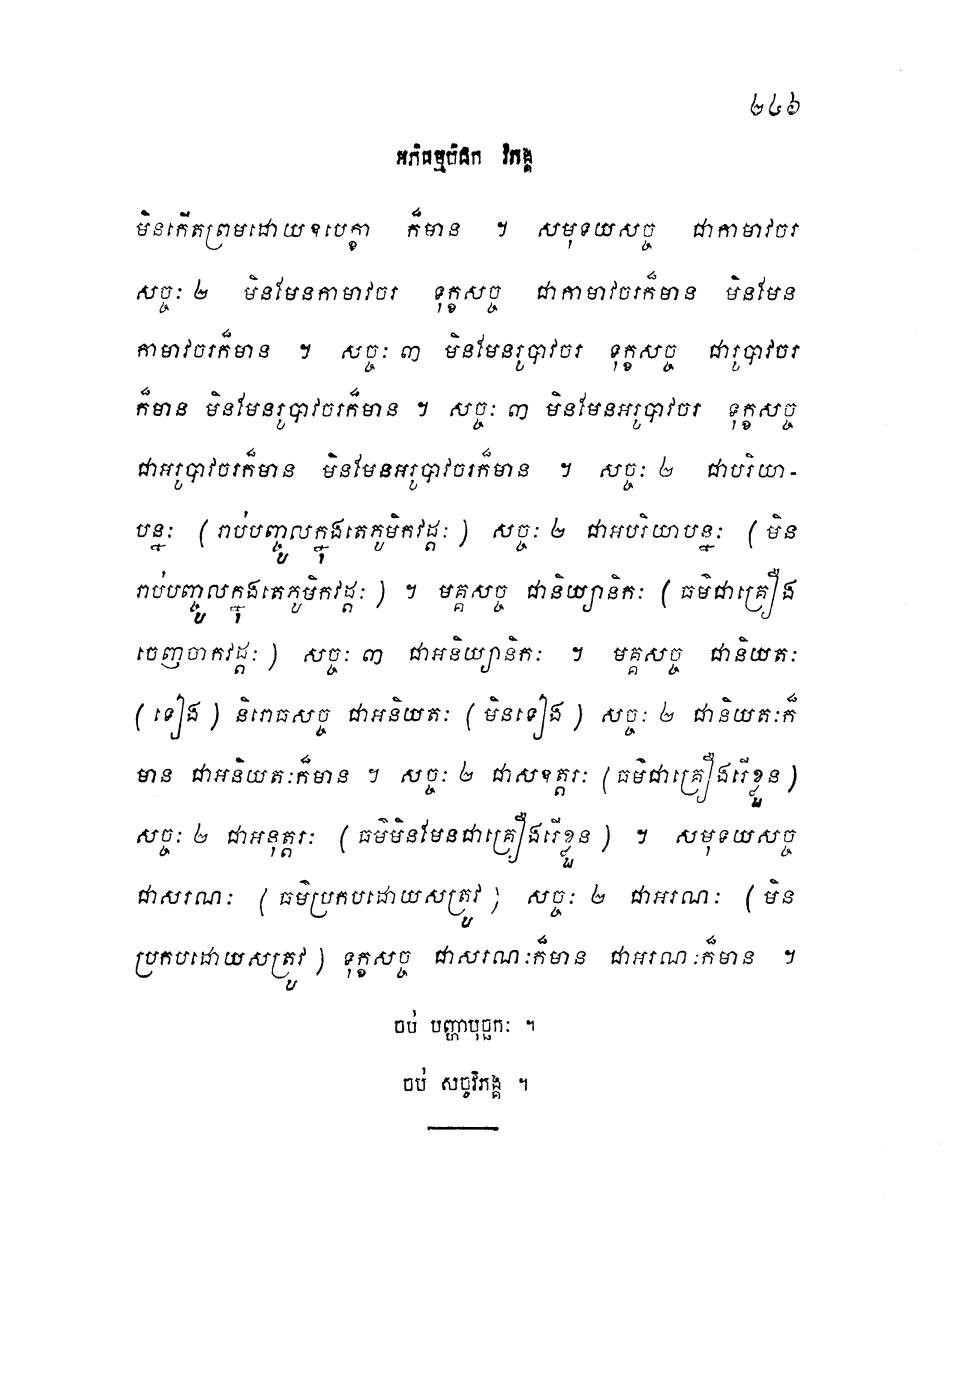 ២៤៦
អភិធម្មបិដក វិភង្គ
មិនកើតព្រមដោយឧបេក្ខា ក៏មាន ។ សមុទយសច្ច ជាកាមាវចរ
សច្ចៈ ២ មិនមែនកាមាវចរ ទុក្ខសច្ច ជាកាមាវចរក៏មាន មិនមែន
កាមាវចរក៏មាន ។ សច្ចៈ ៣ មិនមែនរូបាវចរ ទុក្ខសច្ច ជារូបាវចរ
ក៏មាន មិនមែនរូបាវចរក៏មាន ។ សច្ចៈ ៣ មិនមែនអរូបាវចរ ទុក្ខសច្ច
ជាអរូបាវចរក៏មាន មិនមែនអរូបាវចរក៏មាន ។ សច្ចៈ ២ ជាបរិយា-
បន្នៈ (រាប់បញ្ចូលក្នុងតេភូមិកវដ្តៈ) សច្ចៈ ២ ជាអបរិយាបន្នៈ (មិន
រាប់បញ្ចូលក្នុងតេភូមិកវដ្តៈ) ។ មគ្គសច្ច ជានិយ្យានិកៈ (ធម៌ជាគ្រឿង
ចេញចាកវដ្តៈ) សច្ចៈ ៣ ជាអនិយ្យានិកៈ ។ មគ្គសច្ច ជានិយតៈ
(ទៀង) និរោធសច្ច ជាអនិយតៈ (មិនទៀង) សច្ចៈ ២ ជានិយតៈក៏
មាន ជាអនិយតៈក៏មាន ។ សច្ចៈ ២ ជាសឧត្តរៈ (ធម៌ជាគ្រឿងរើខ្លួន)
សច្ចៈ ២ ជាអនុត្តរៈ (ធម៌មិនមែនជាគ្រឿងរើខ្លួន) ។ សមុទយសច្ច
ជាសរណៈ (ធម៌ប្រកបដោយសត្រូវ) សច្ចៈ ២ ជាអរណៈ (មិន
ប្រកបដោយសត្រូវ) ទុក្ខសច្ច ជាសរណៈក៏មាន ជាអរណៈក៏មាន ។
ចប់ បញ្ហាបុច្ឆកៈ ។
ចប់ សច្ចវិភង្គ ។